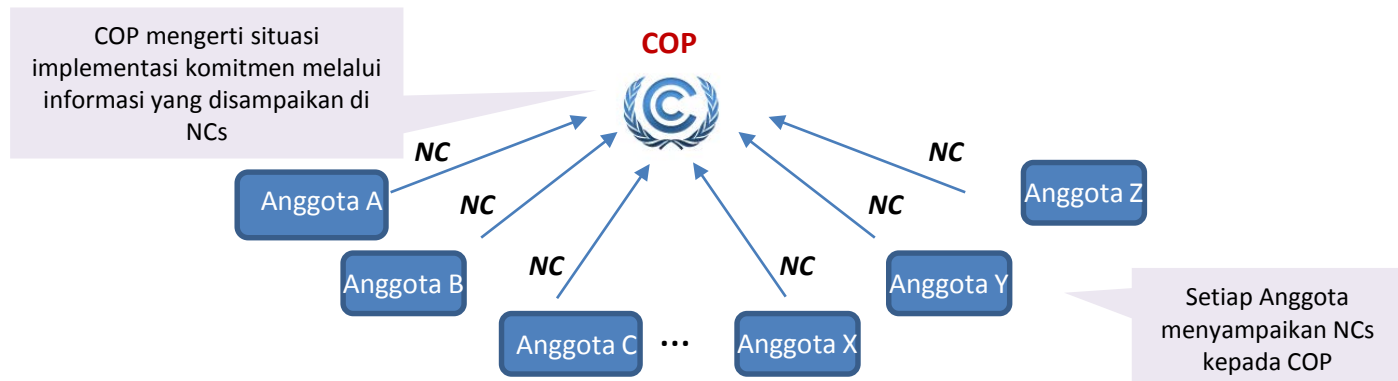 COP mengerti situasi
implementasi komitmen melalui
informasi yang disampaikan di
NCs
COP
NC
NC
NC
NC
NC
NC
Anggota A
Anggota B
Anggota C
...
Anggota X
Anggota Y
Anggota Z
Setiap Anggota
menyampaikan NCs
kepada COP